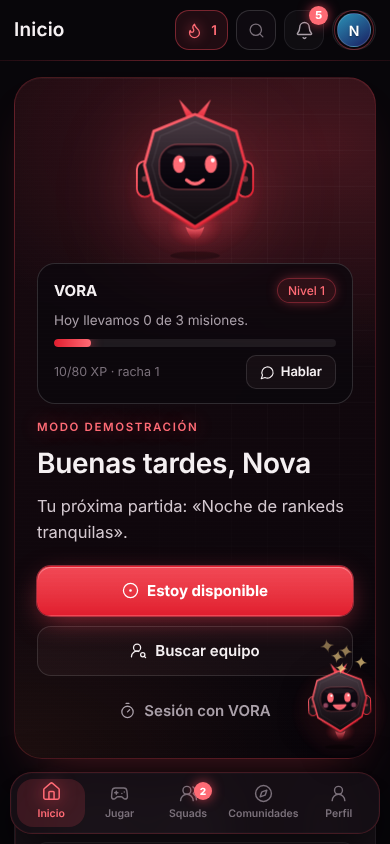 Inicio
1
5
N
VORA
Nivel 1
Hoy llevamos 0 de 3 misiones.
10/80 XP · racha 1
Hablar
MODO DEMOSTRACIÓN
Buenas tardes, Nova
Tu próxima partida: «Noche de rankeds
tranquilas».
Estoy disponible
Buscar equipo
Sesión con VORA
2
Inicio
Jugar
Squads
Comunidades
Perfil